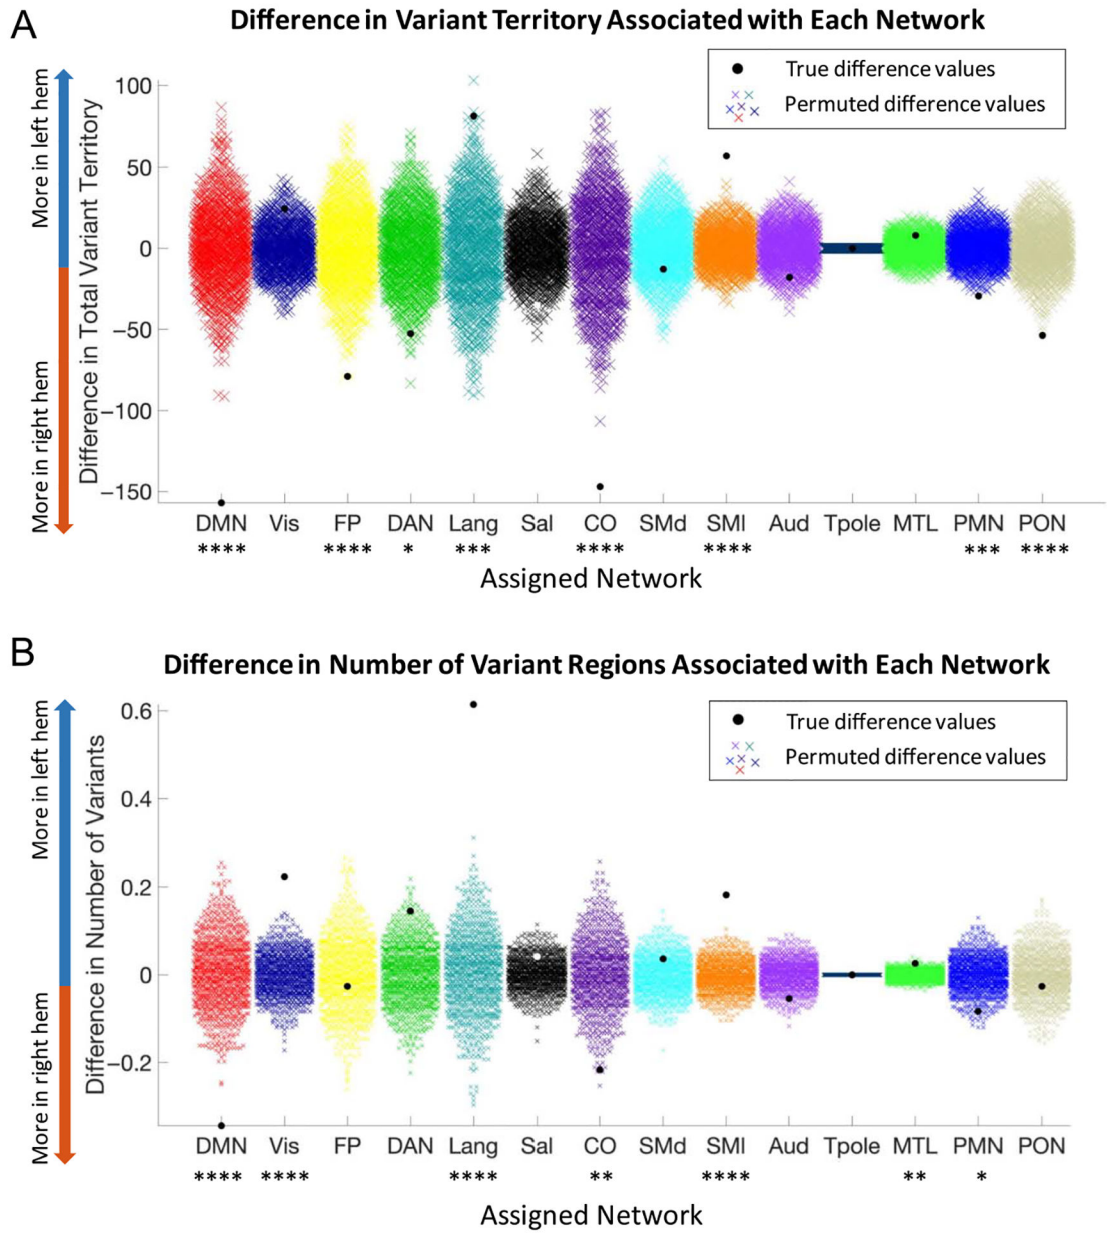 A
Difference in Variant Territory Associated with Each Network
True difference values
Permuted difference values
More in left hem
More in right hem
Difference in Total Variant Territory
100
50
0
−50
−100
−150
DMN Vis FP DAN Lang Sal CO SMd SMl Aud Tpole MTL PMN PON
**** **** * *** **** **** *** ****
Assigned Network
B
Difference in Number of Variant Regions Associated with Each Network
True difference values
Permuted difference values
More in left hem
More in right hem
Difference in Number of Variants
0.6
0.4
0.2
0
−0.2
DMN Vis FP DAN Lang Sal CO SMd SMl Aud Tpole MTL PMN PON
**** **** **** ** **** ** *
Assigned Network